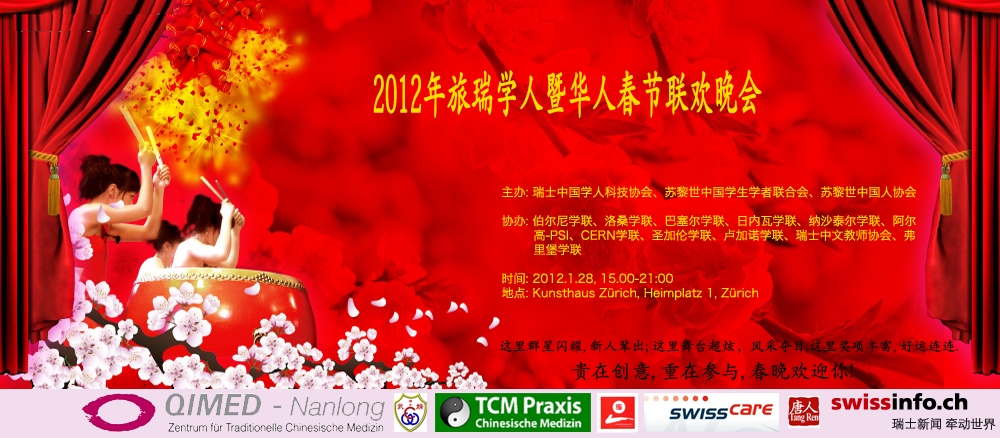 2012年旅瑞学人暨华人春节联欢晚会
主办: 瑞士中国学人科技协会、苏黎世中国学生学者联合会、苏黎世中国人协会
协办: 伯尔尼学联、洛桑学联、巴塞尔学联、日内瓦学联、纳沙泰尔学联、阿尔
高-PSI、CERN学联、圣加伦学联、卢加诺学联、瑞士中文教师协会、弗
里堡学联
时间: 2012.1.28, 15.00-21:00
地点: Kunsthaus Zürich, Heimplatz 1, Zürich
这里群星闪耀,新人辈出;这里舞台超炫, 风采夺目;这里奖项丰富,好运连连.
贵在创意,重在参与,春晚欢迎你!
QIMED - Nanlong
Zentrum für Traditionelle Chinesische Medizin
TCM Praxis
Chinesische Medizin
swisscare
唐人
Tang Ren
swissinfo.ch
瑞士新闻 牵动世界